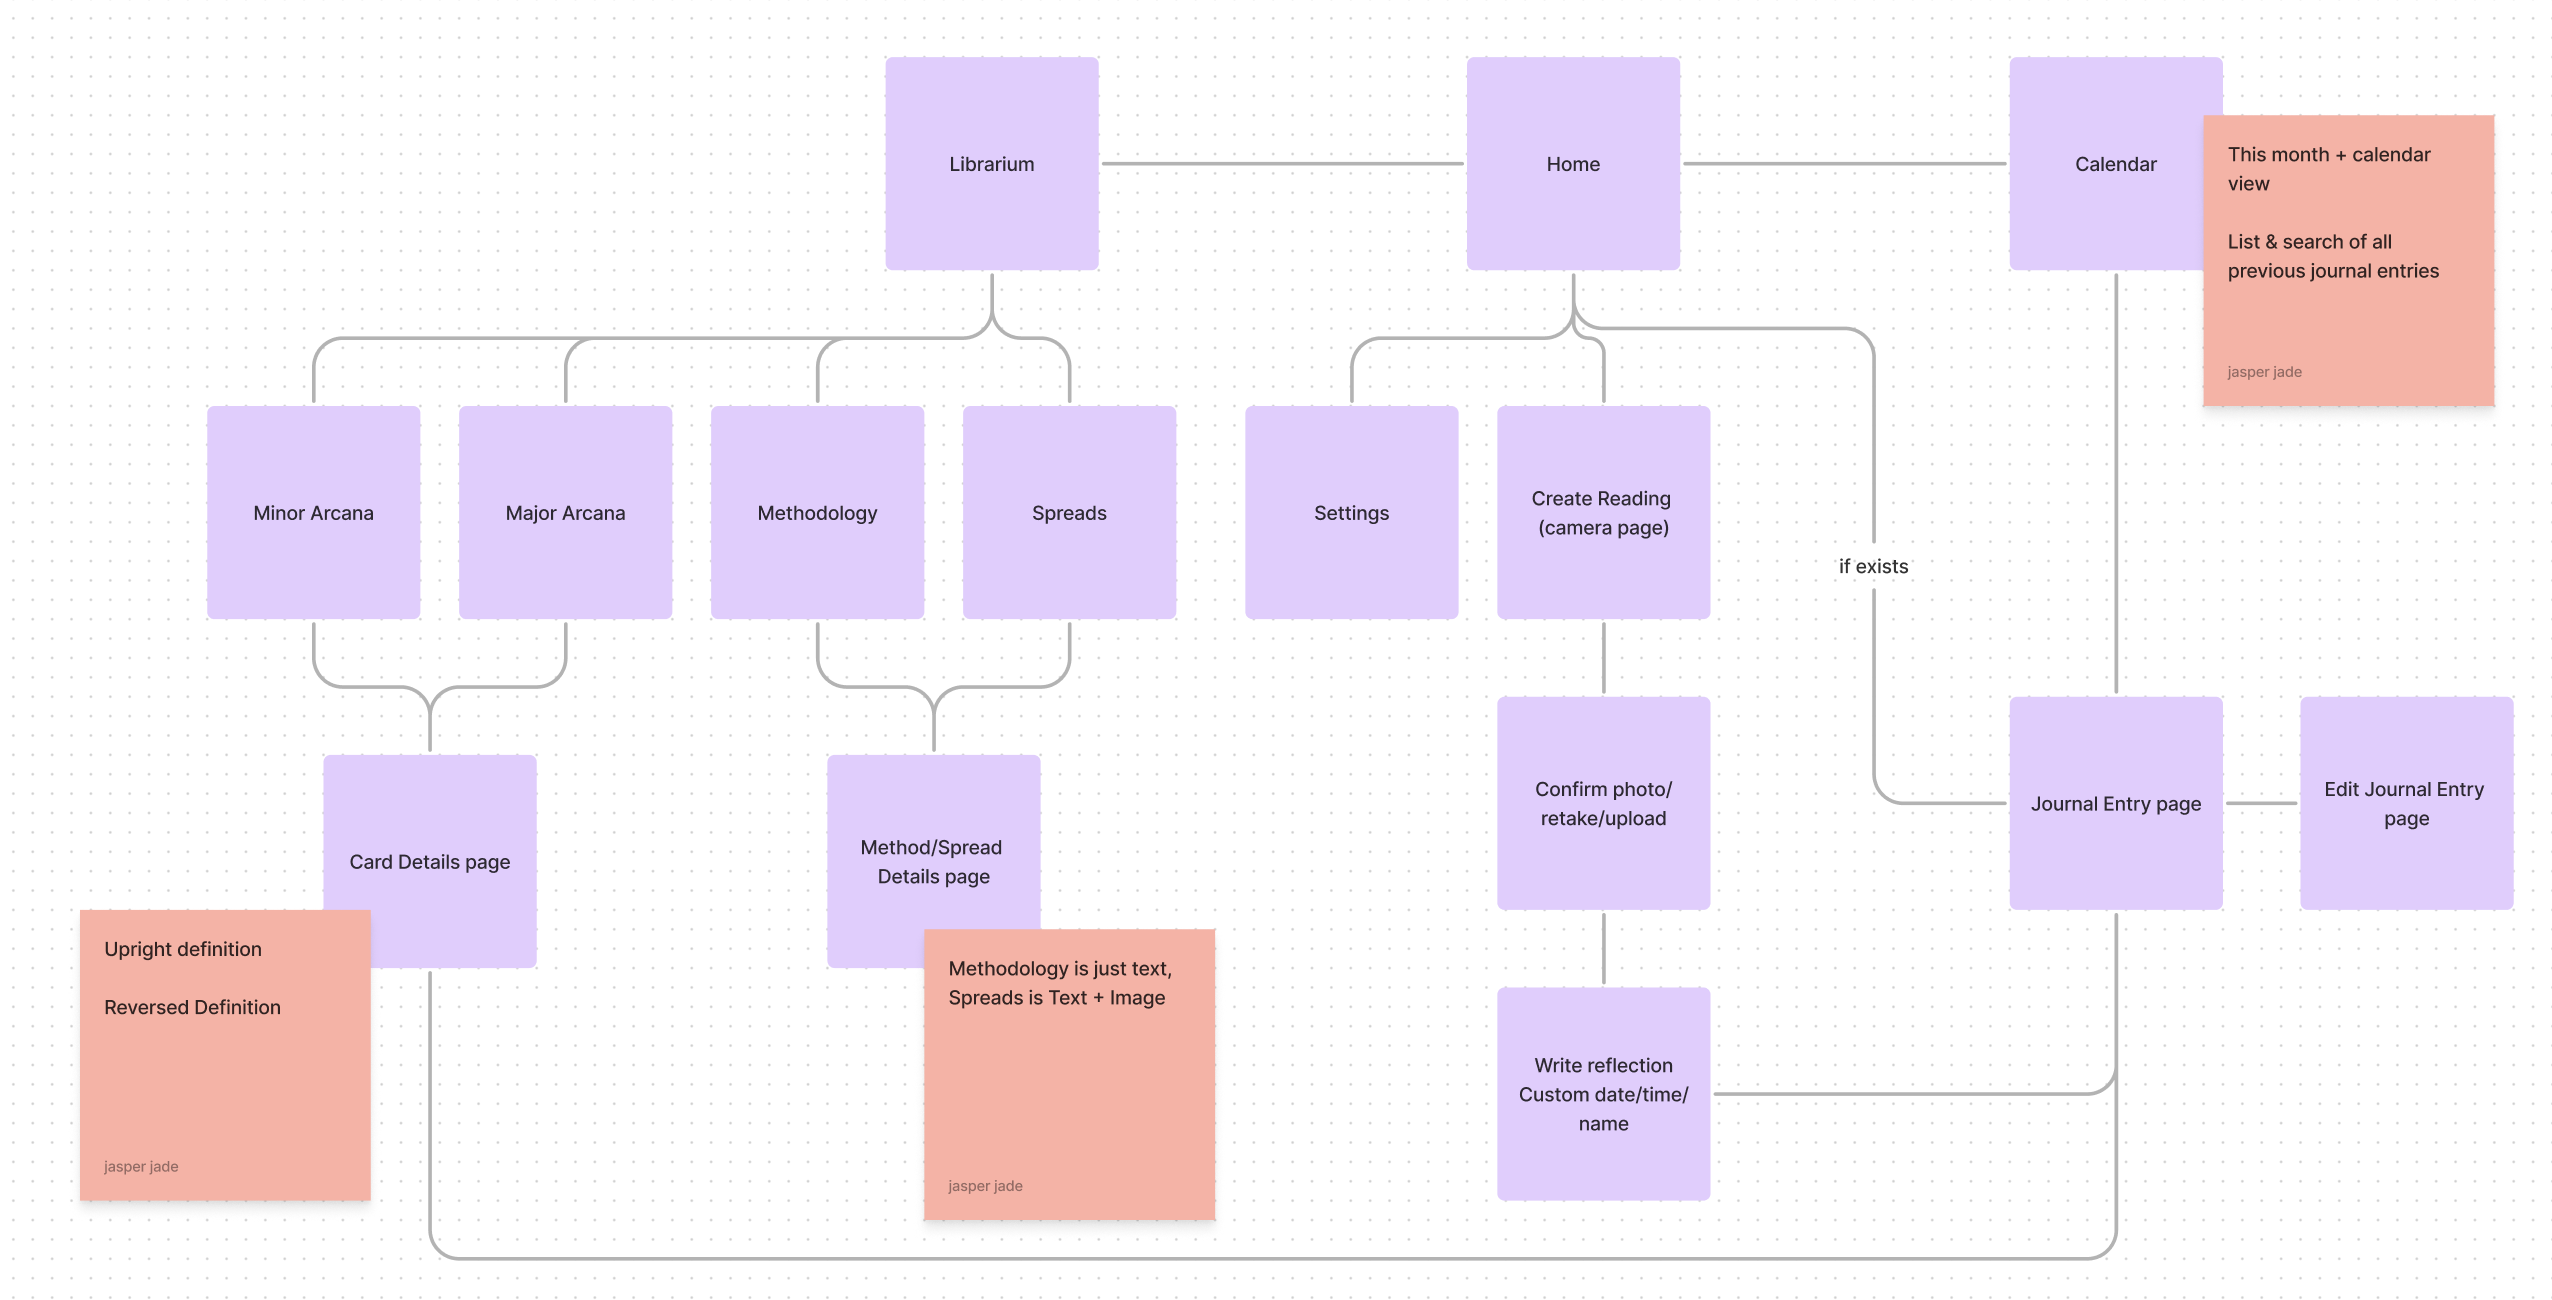 Librarium
Home
Calendar
This month + calendar
view
List & search of all
previous journal entries
jasper jade
Minor Arcana
Major Arcana
Methodology
Spreads
Settings
Create Reading
(camera page)
if exists
Card Details page
Upright definition
Reversed Definition
jasper jade
Method/Spread
Details page
Methodology is just text,
Spreads is Text + Image
jasper jade
Confirm photo/
retake/upload
Journal Entry page
Edit Journal Entry
page
Write reflection
Custom date/time/
name